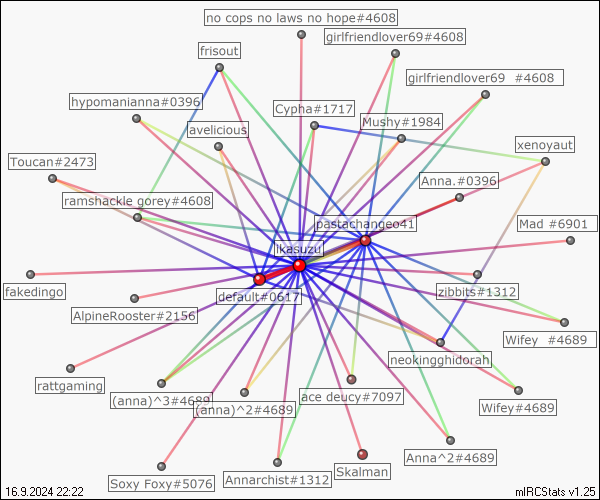 no cops no laws no hope#4608
girlfriendlover69#4608
frisout
girlfriendlover69 #4608
hypomanianna#0396
Cypha#1717
Mushy#1984
avelicious
xenoyaut
Toucan#2473
Anna.#0396
ramshackle gorey#4608
pastachangeo41
Mad #6901
ikasuzu
fakedingo
default#0617
zibbits#1312
AlpineRooster#2156
Wifey #4689
neokingghidorah
rattgaming
(anna)^3#4689
(anna)^2#4689
ace deucy#7097
Wifey#4689
Anna^2#4689
Skalman
Soxy Foxy#5076
Annarchist#1312
16.9.2024 22:22
mIRCStats v1.25